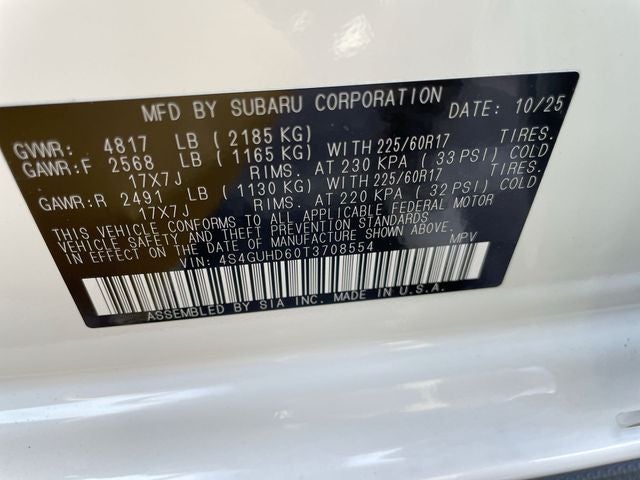 MFD BY SUBARU CORPORATION DATE: 10/25
GVWR: 4817 LB ( 2185 KG)
GAWR:F 2568 LB ( 1165 KG) WITH 225/60R17 TIRES.
17X7J RIMS. AT 230 KPA ( 33 PSI) COLD
GAWR:R 2491 LB ( 1130 KG) WITH 225/60R17 TIRES.
17X7J RIMS. AT 220 KPA ( 32 PSI) COLD
THIS VEHICLE CONFORMS TO ALL APPLICABLE FEDERAL MOTOR
VEHICLE SAFETY AND THEFT PREVENTION STANDARDS
IN EFFECT ON THE DATE OF MANUFACTURE SHOWN ABOVE.
VIN: 4S4GUHD60T3708554 MPV
ASSEMBLED BY SIA INC. MADE IN U.S.A.